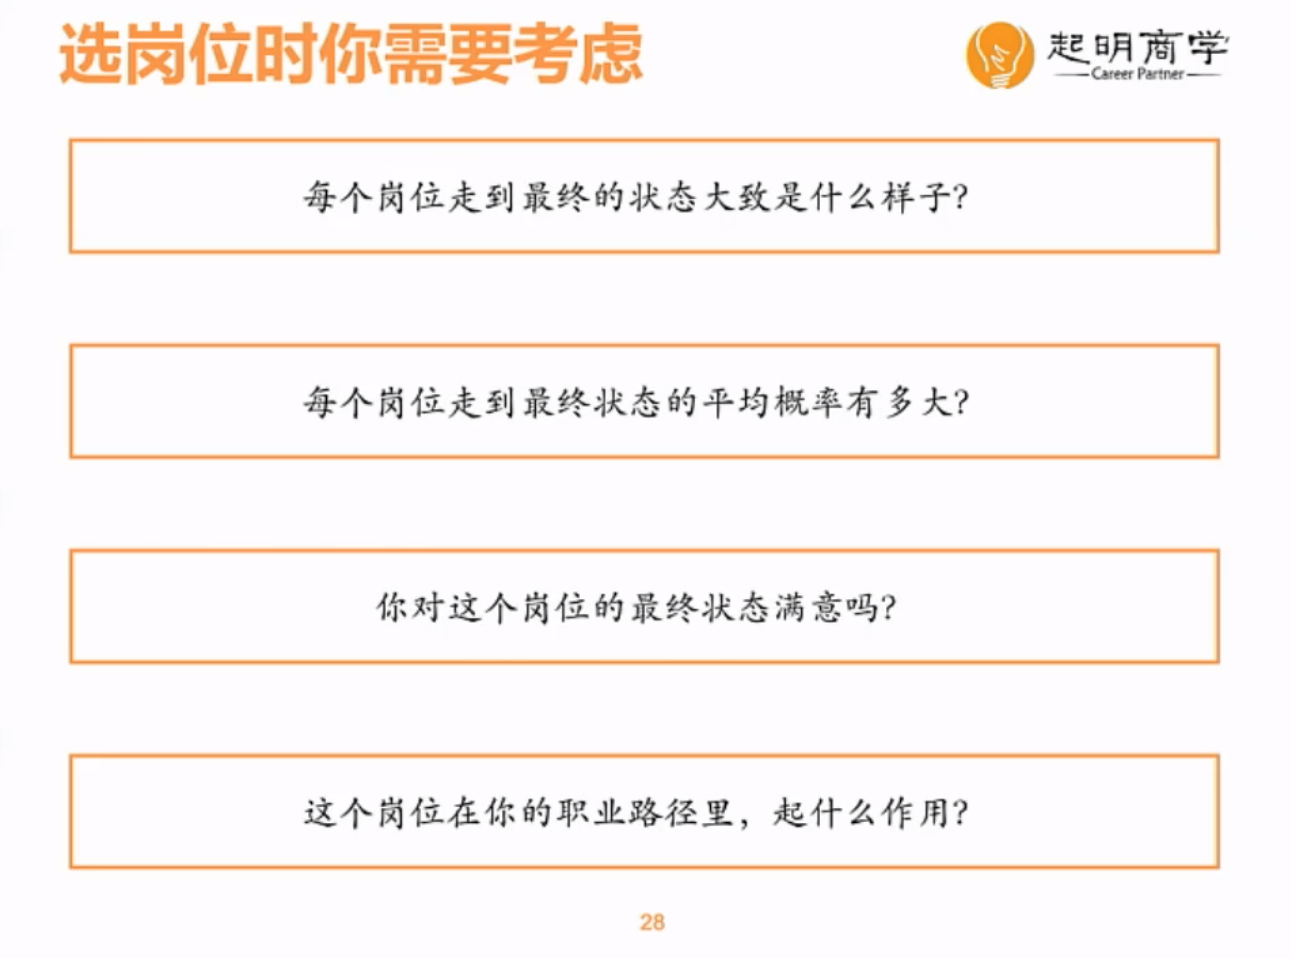 选岗位时你需要考虑
起明商学
Career Partner
每个岗位走到最终的状态大致是什么样子?
每个岗位走到最终状态的平均概率有多大?
你对这个岗位的最终状态满意吗?
这个岗位在你的职业路径里，起什么作用?
28